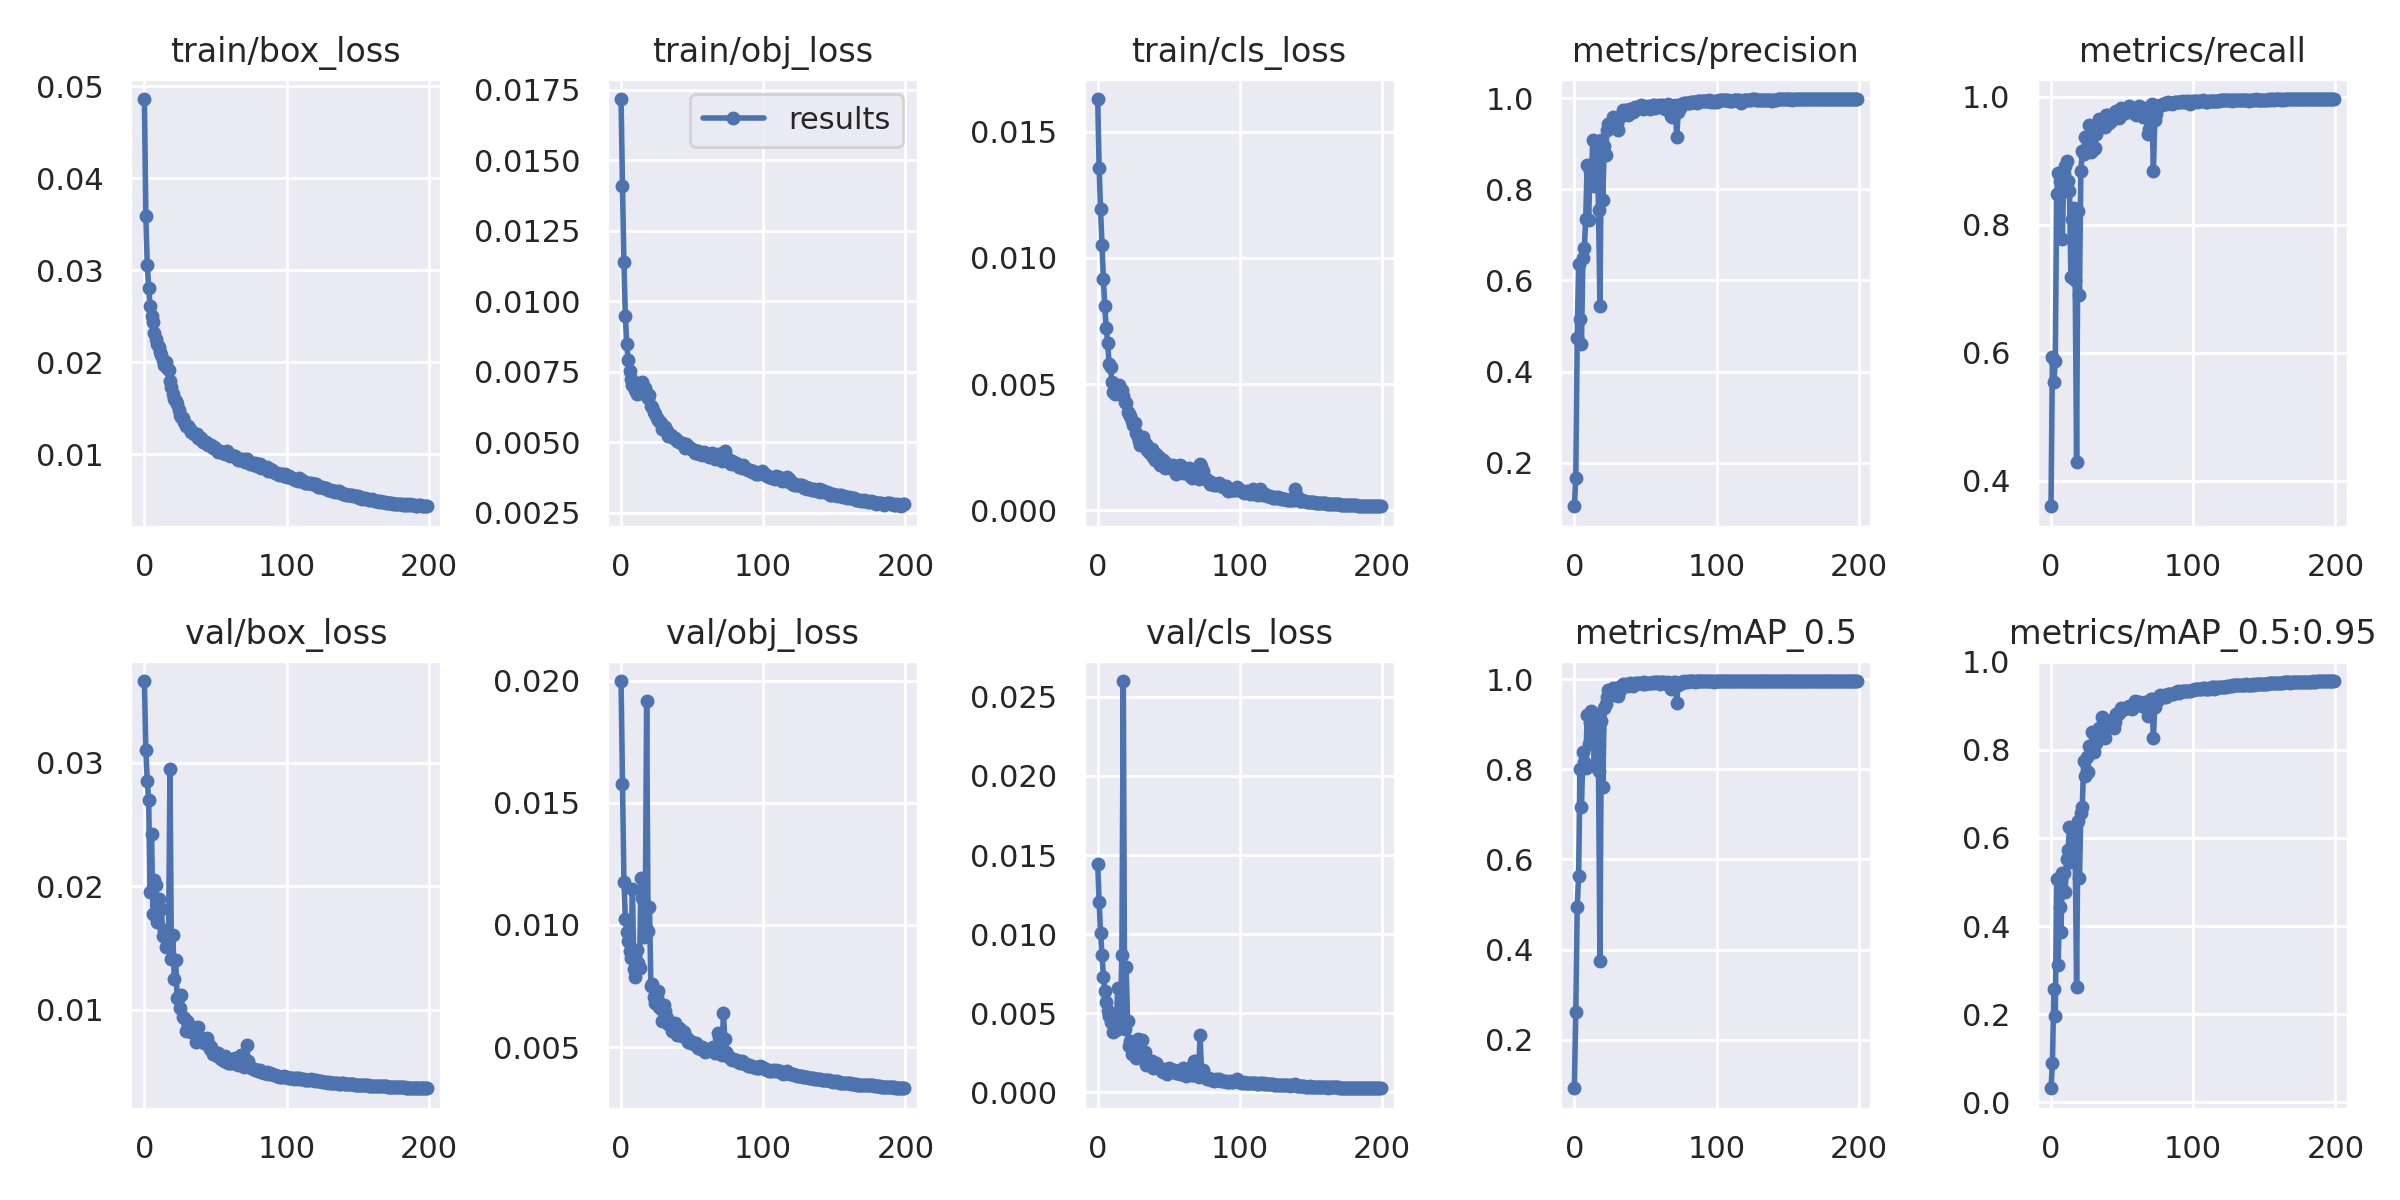 train/box_loss
0.05
0.04
0.03
0.02
0.01
0 100 200
train/obj_loss
results
0.0175
0.0150
0.0125
0.0100
0.0075
0.0050
0.0025
0 100 200
train/cls_loss
0.015
0.010
0.005
0.000
0 100 200
metrics/precision
1.0
0.8
0.6
0.4
0.2
0 100 200
metrics/recall
1.0
0.8
0.6
0.4
0 100 200
val/box_loss
0.03
0.02
0.01
0 100 200
val/obj_loss
0.020
0.015
0.010
0.005
0 100 200
val/cls_loss
0.025
0.020
0.015
0.010
0.005
0.000
0 100 200
metrics/mAP_0.5
1.0
0.8
0.6
0.4
0.2
0 100 200
metrics/mAP_0.5:0.95
1.0
0.8
0.6
0.4
0.2
0.0
0 100 200